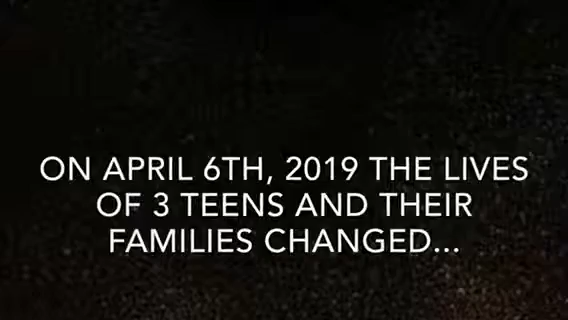 ON APRIL 6TH, 2019 THE LIVES
OF 3 TEENS AND THEIR
FAMILIES CHANGED...